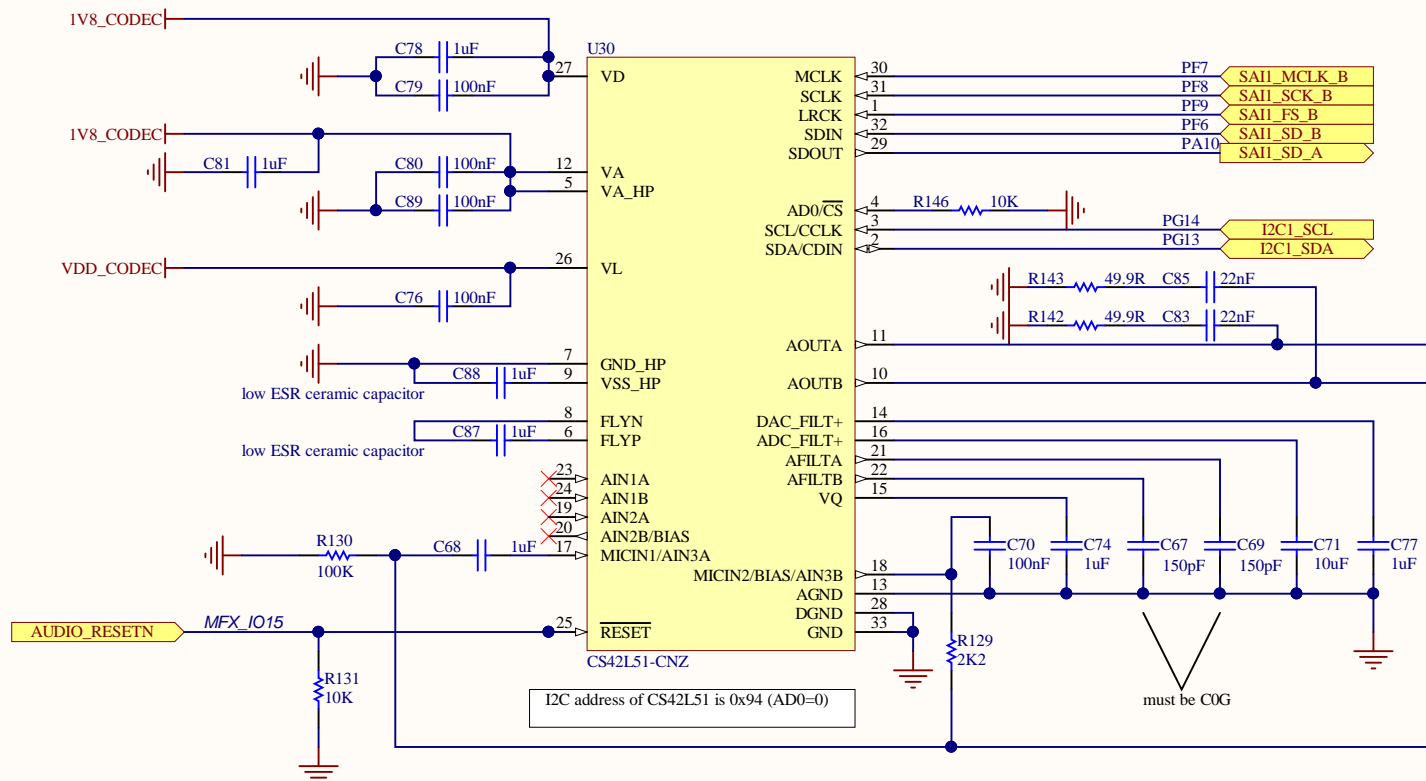 1V8_CODEC
C78 1uF
C79 100nF
27 VD
1V8_CODEC
C81 1uF
C80 100nF
C89 100nF
12 VA
5 VA_HP
VDD_CODEC
26 VL
C76 100nF
7 GND_HP
C88 1uF
9 VSS_HP
low ESR ceramic capacitor
8 FLYN
C87 1uF
6 FLYP
low ESR ceramic capacitor
23 AIN1A
24 AIN1B
19 AIN2A
20 AIN2B/BIAS
R130
100K
C68 1uF
17 MICIN1/AIN3A
AUDIO_RESETN
MFX_IO15
25 RESET
R131
10K
U30
CS42L51-CNZ
MCLK 30 PF7 SAI1_MCLK_B
SCLK 31 PF8 SAI1_SCK_B
LRCK 1 PF9 SAI1_FS_B
SDIN 32 PF6 SAI1_SD_B
SDOUT 29 PA10 SAI1_SD_A
AD0/CS 4 R146 10K
SCL/CCLK 3 PG14 I2C1_SCL
SDA/CDIN 2 PG13 I2C1_SDA
R143 49.9R C85 22nF
R142 49.9R C83 22nF
AOUTA 11
AOUTB 10
DAC_FILT+ 14
ADC_FILT+ 16
AFILTA 21
AFILTB 22
VQ 15
C70 100nF
C74 1uF
C67 150pF
C69 150pF
C71 10uF
C77 1uF
MICIN2/BIAS/AIN3B 18
AGND 13
DGND 28
GND 33
R129
2K2
must be C0G
I2C address of CS42L51 is 0x94 (AD0=0)